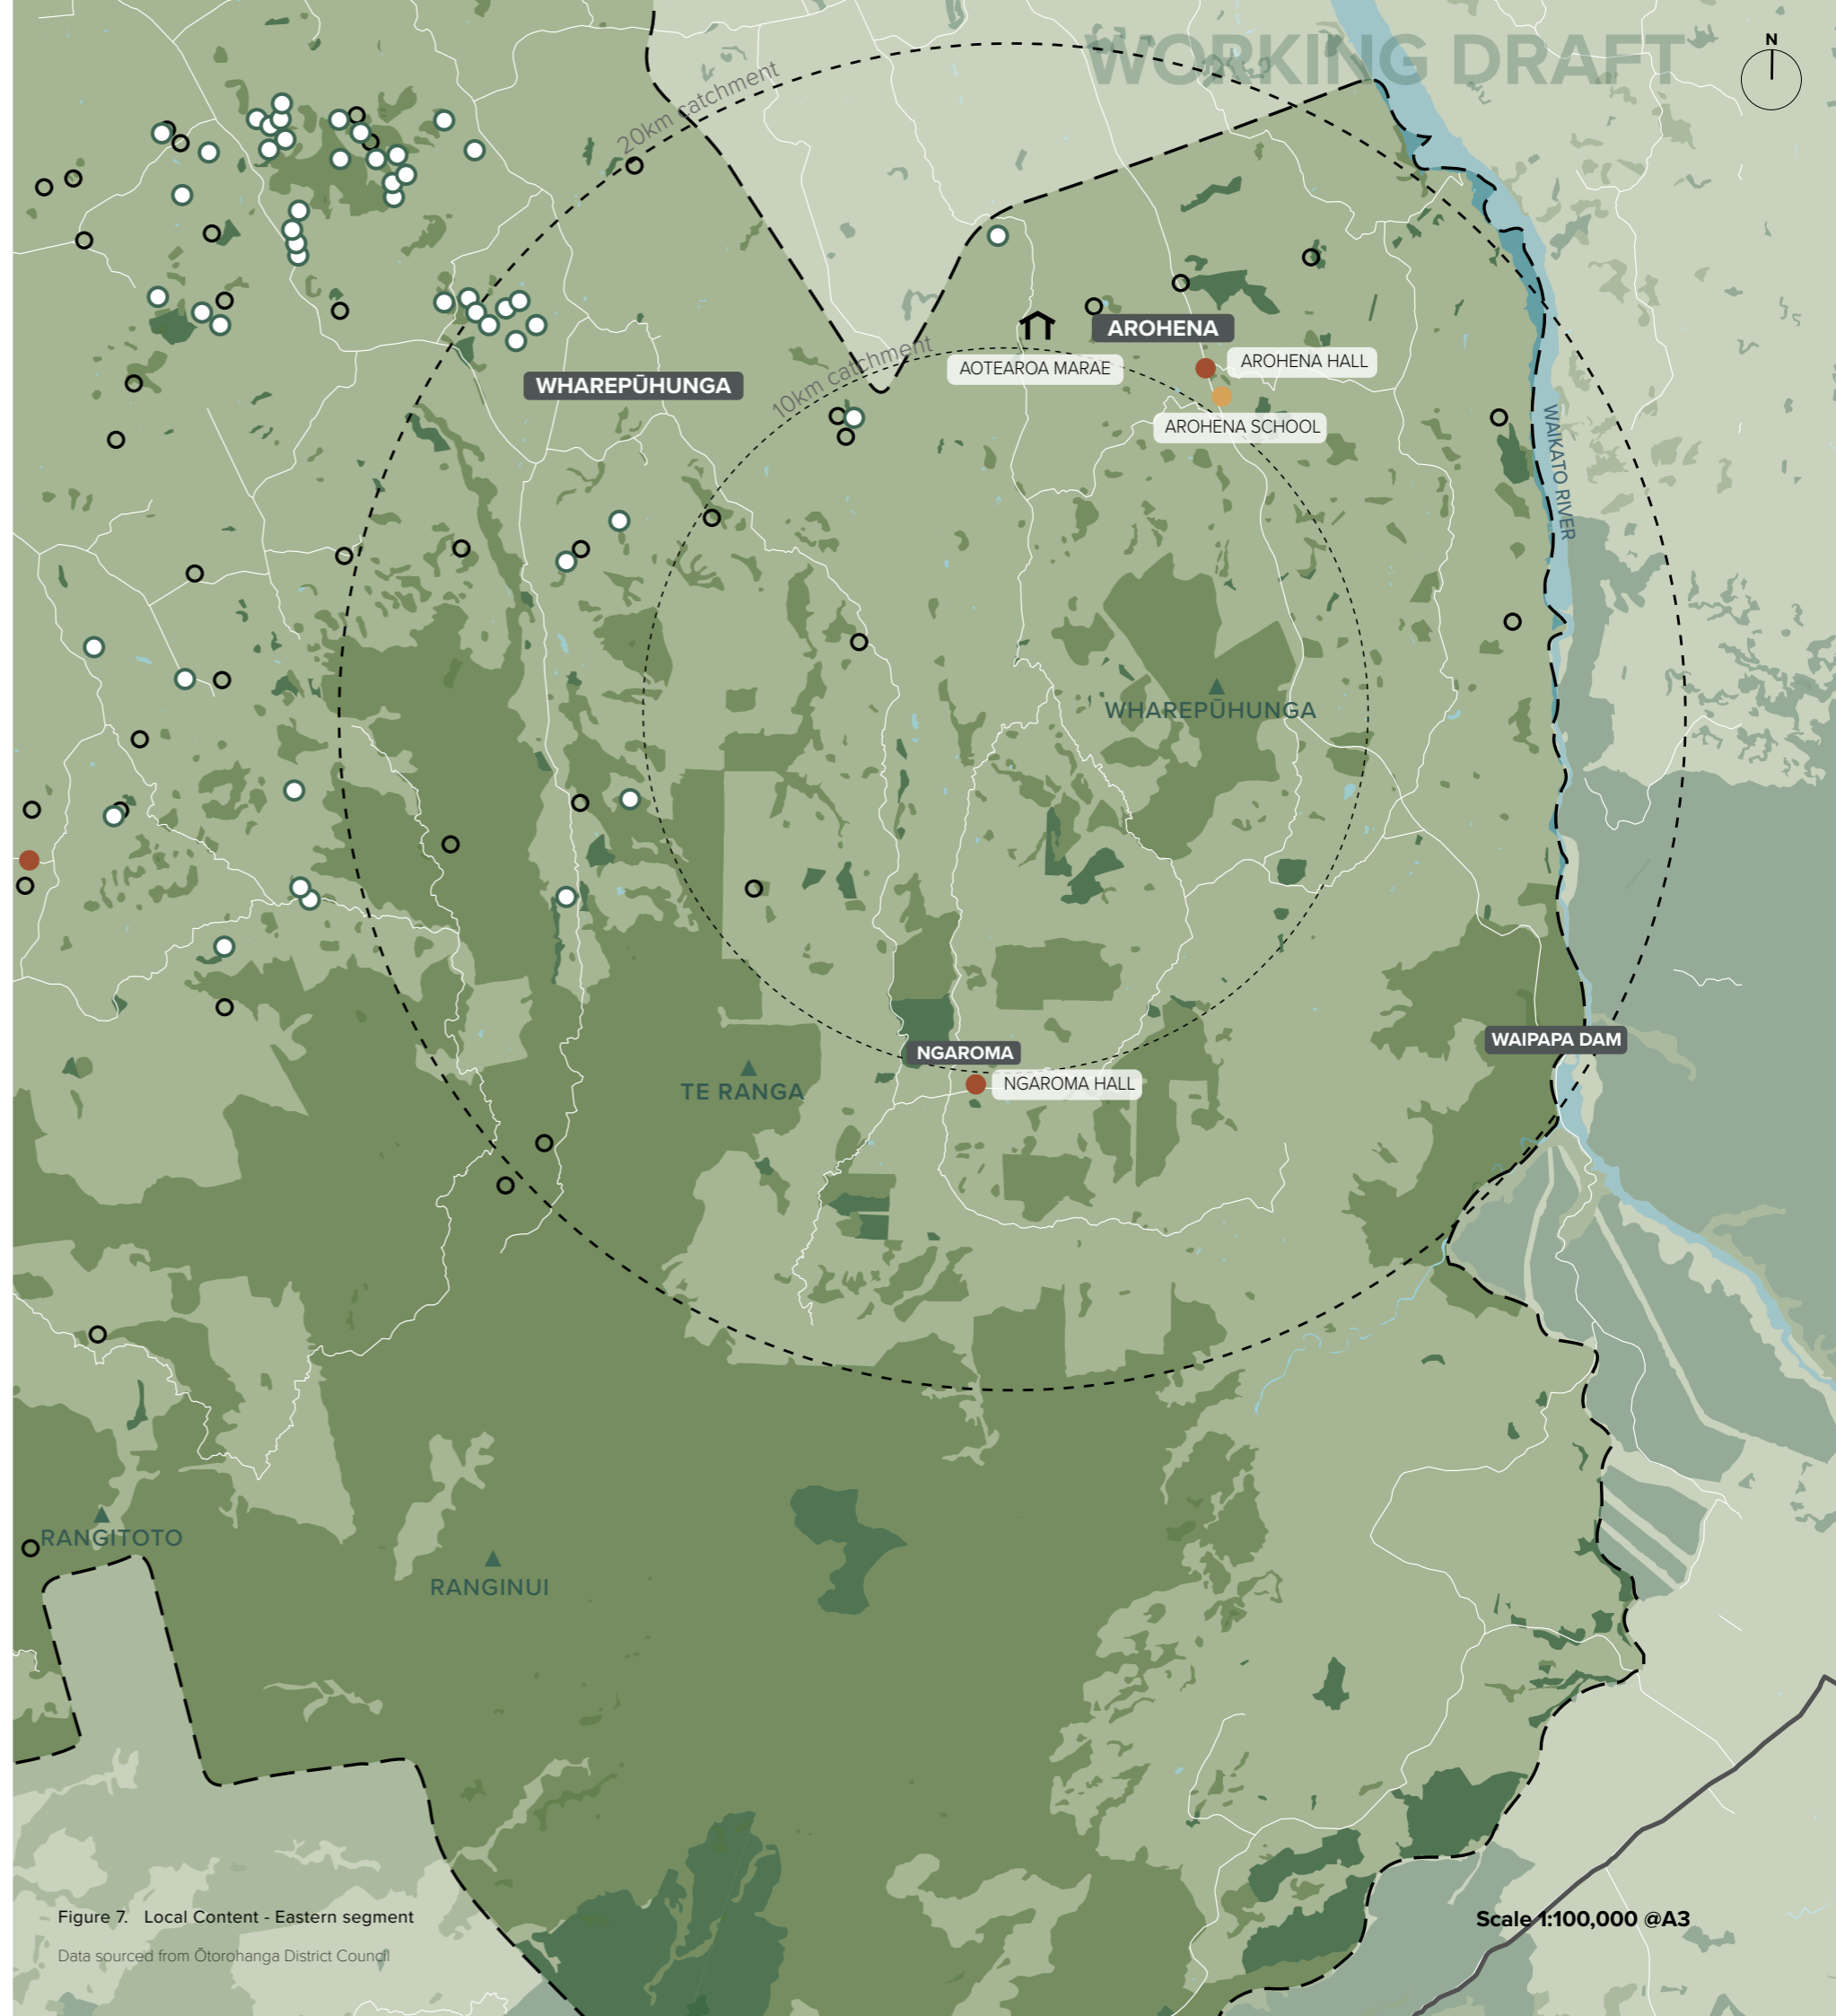 WORKING DRAFT
N
20km catchment
AROHENA
10km catchment
AOTEAROA MARAE
AROHENA HALL
WHAREPŪHUNGA
AROHENA SCHOOL
WAIKATO RIVER
WHAREPŪHUNGA
WAIPAPA DAM
NGAROMA
NGAROMA HALL
TE RANGA
RANGITOTO
RANGINUI
Figure 7. Local Content - Eastern segment
Scale 1:100,000 @A3
Data sourced from Ōtorohanga District Council